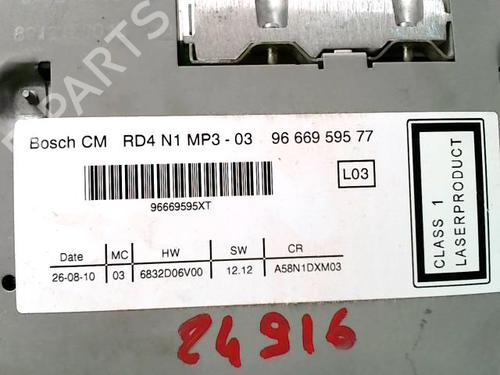 B PARTS
Bosch CM RD4 N1 MP3 - 03 96 669 595 77
96669595XT
L03
CLASS 1
LASERPRODUCT
Date MC HW SW CR
26-08-10 03 6832D06V00 12.12 A58N1DXM03
24916